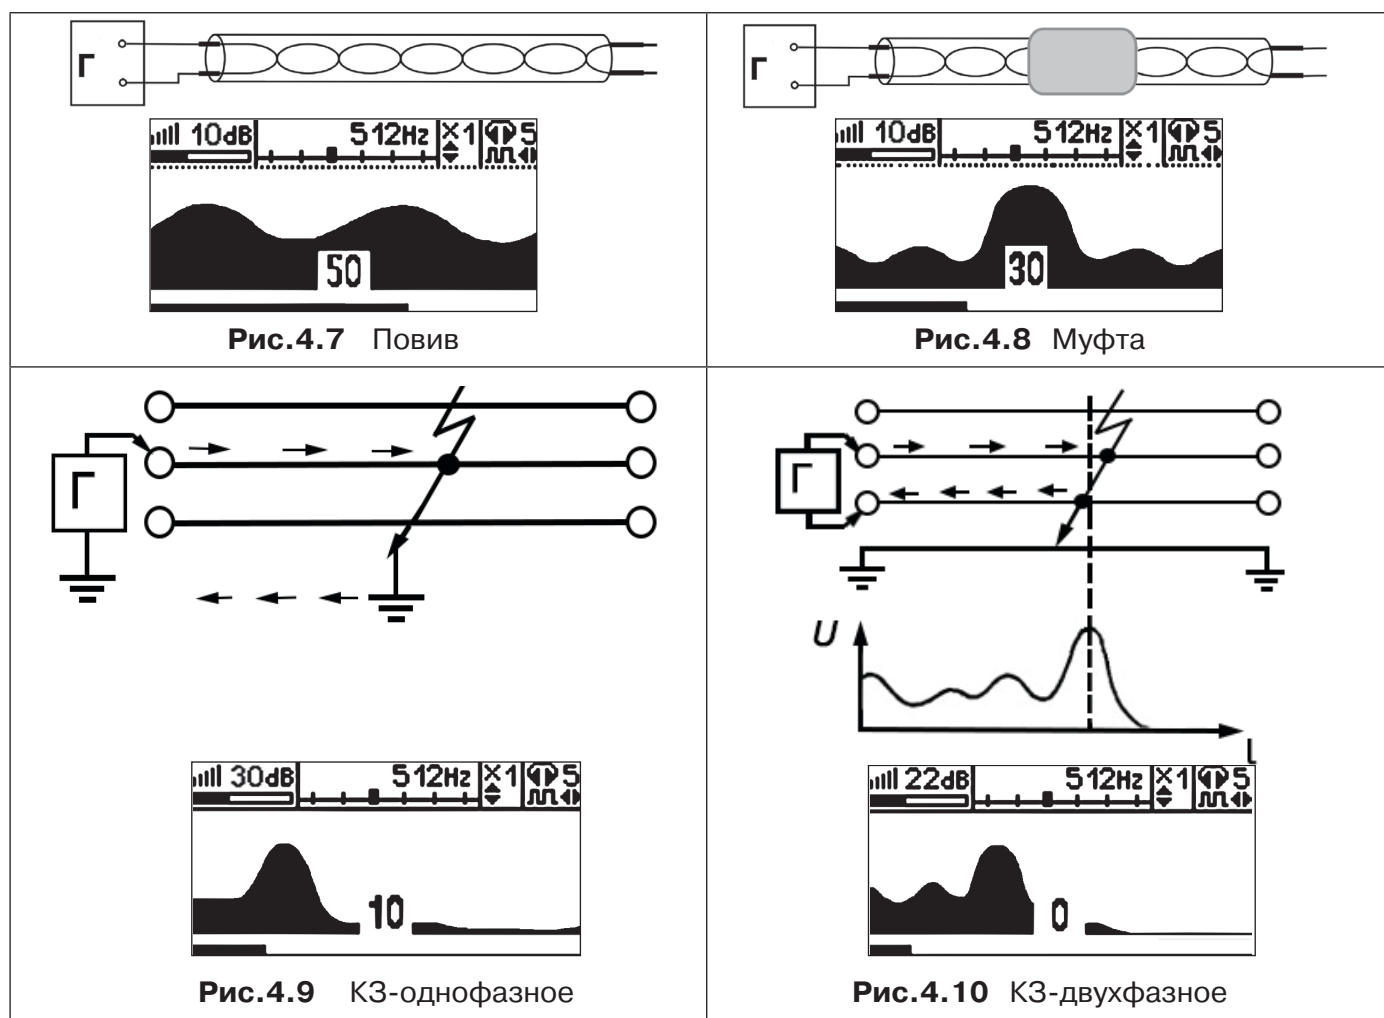 Г
10dB 512Hz ×1 5
50
Рис.4.7 Повив
Г
10dB 512Hz ×1 5
30
Рис.4.8 Муфта
Г
30dB 512Hz ×1 5
10
Рис.4.9 КЗ-однофазное
Г
U
L
22dB 512Hz ×1 5
0
Рис.4.10 КЗ-двухфазное